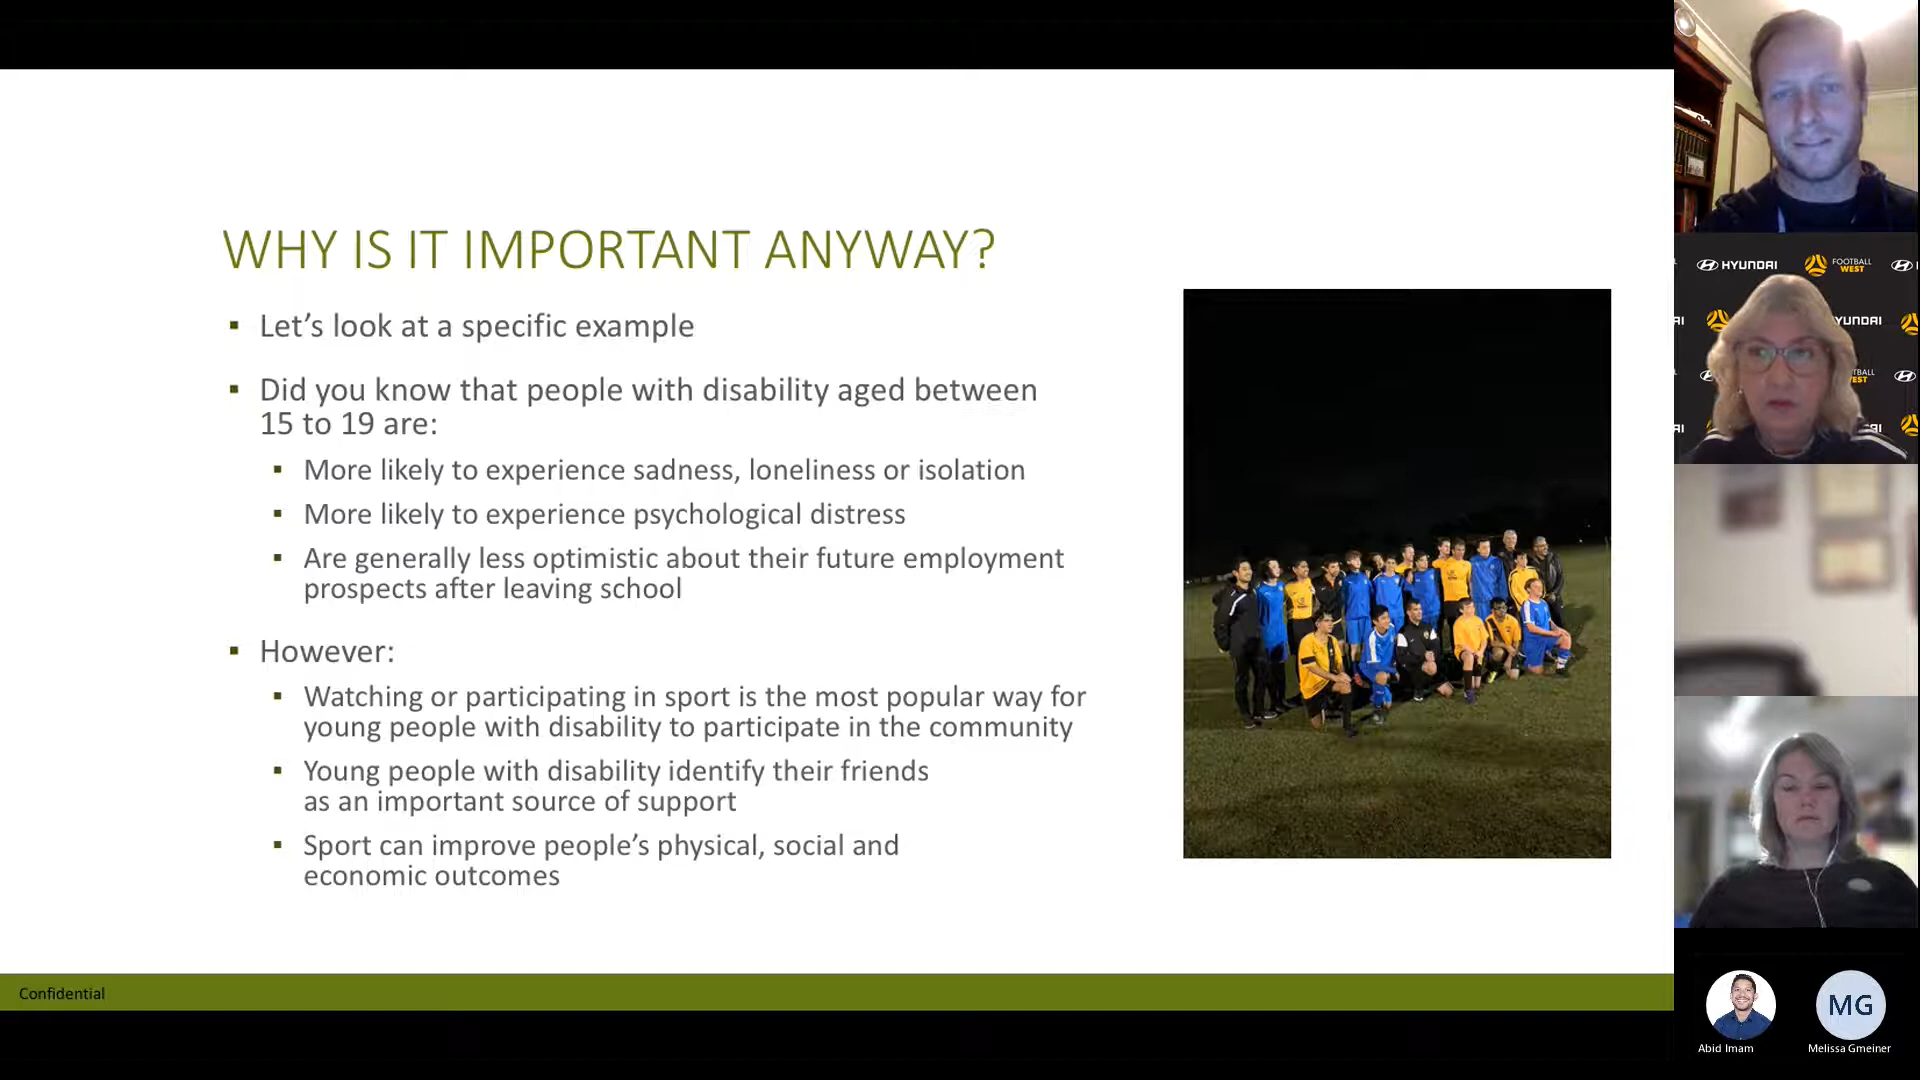 WHY IS IT IMPORTANT ANYWAY?
▪ Let’s look at a specific example
▪ Did you know that people with disability aged between
15 to 19 are:
▪ More likely to experience sadness, loneliness or isolation
▪ More likely to experience psychological distress
▪ Are generally less optimistic about their future employment
prospects after leaving school
▪ However:
▪ Watching or participating in sport is the most popular way for
young people with disability to participate in the community
▪ Young people with disability identify their friends
as an important source of support
▪ Sport can improve people’s physical, social and
economic outcomes
Confidential
HYUNDAI
FOOTBALL
WEST
YUNDAI
TBALL
EST
MG
Abid Imam
Melissa Gmeiner